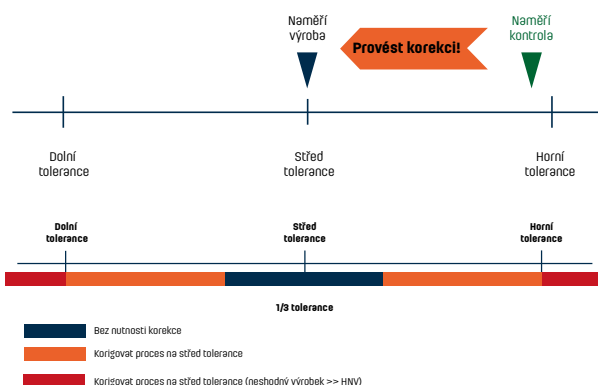 Naměří
výroba
Provést korekci!
Naměří
kontrola
Dolní
tolerance
Střed
tolerance
Horní
tolerance
Dolní
tolerance
Střed
tolerance
Horní
tolerance
1/3 tolerance
Bez nutnosti korekce
Korigovat proces na střed tolerance
Korigovat proces na střed tolerance (neshodný výrobek >> HNV)